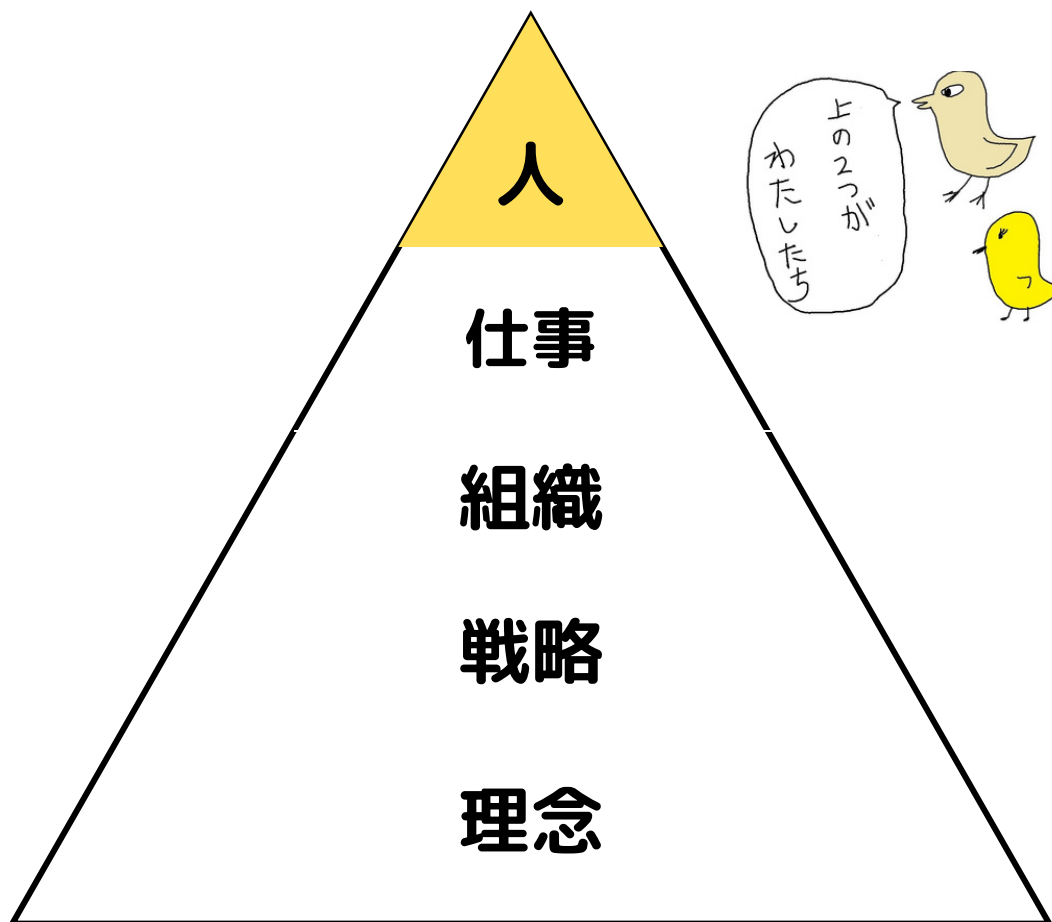 人
仕事
組織
戦略
理念
上の2つが
わたしたち